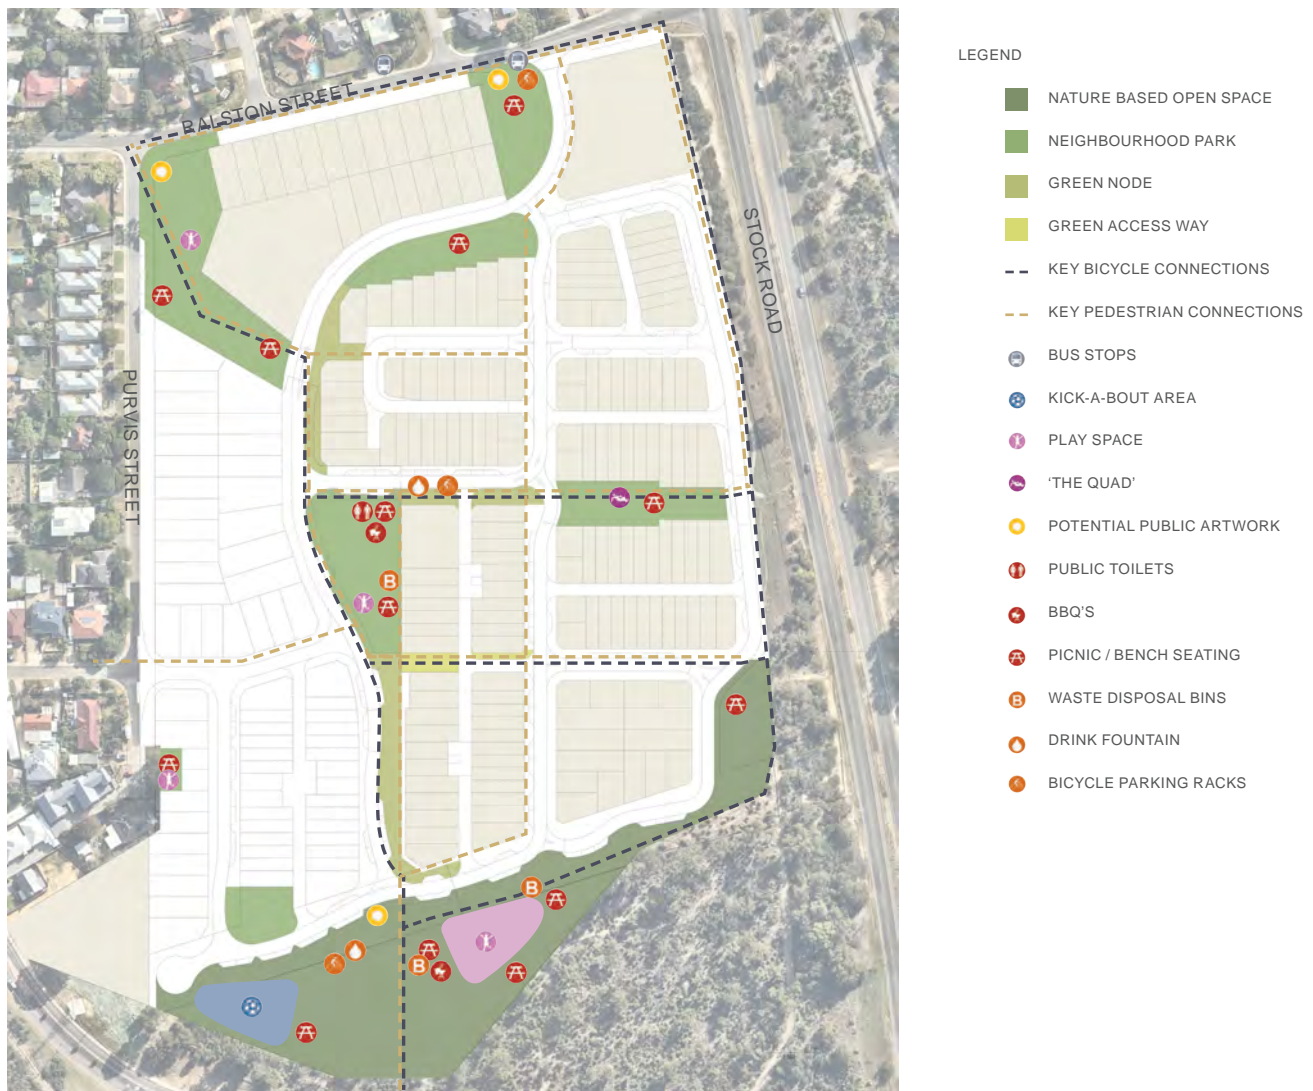 RALSTON STREET
STOCK ROAD
PURVIS STREET
B
B
B
LEGEND
NATURE BASED OPEN SPACE
NEIGHBOURHOOD PARK
GREEN NODE
GREEN ACCESS WAY
KEY BICYCLE CONNECTIONS
KEY PEDESTRIAN CONNECTIONS
BUS STOPS
KICK-A-BOUT AREA
PLAY SPACE
‘THE QUAD’
POTENTIAL PUBLIC ARTWORK
PUBLIC TOILETS
BBQ'S
PICNIC / BENCH SEATING
B WASTE DISPOSAL BINS
DRINK FOUNTAIN
BICYCLE PARKING RACKS